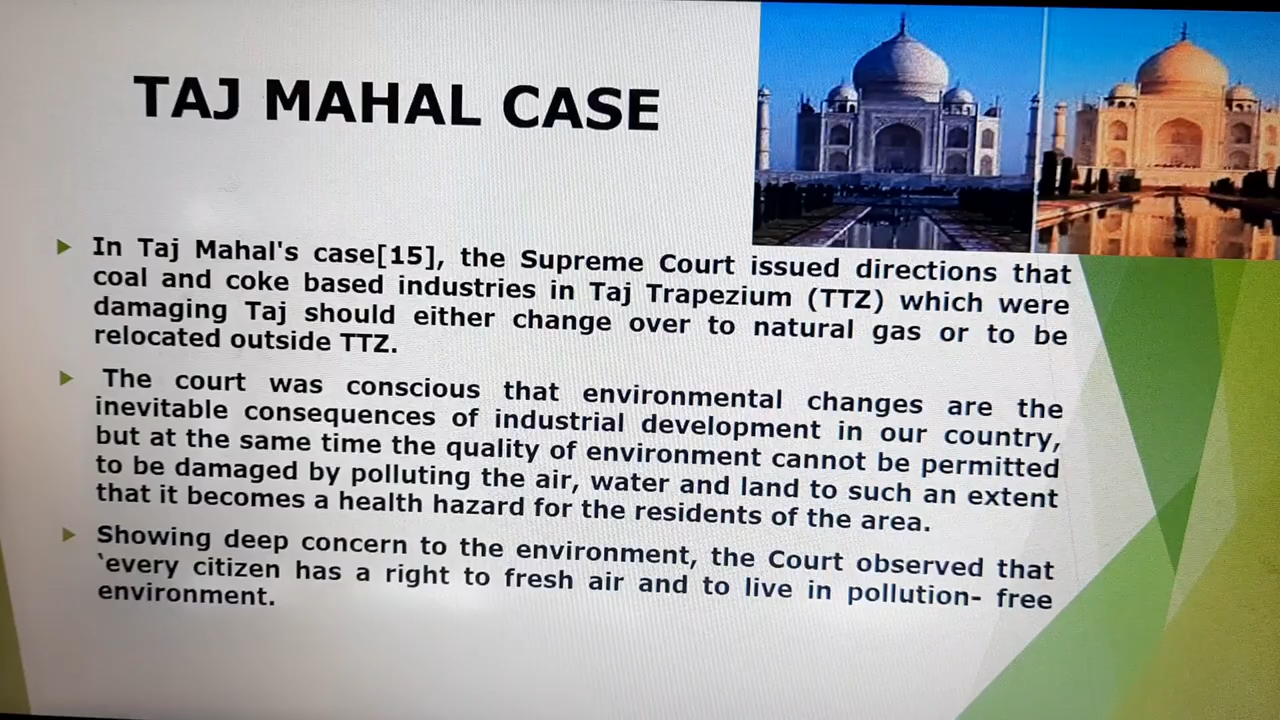 TAJ MAHAL CASE
In Taj Mahal's case[15], the Supreme Court issued directions that
coal and coke based industries in Taj Trapezium (TTZ) which were
damaging Taj should either change over to natural gas or to be
relocated outside TTZ.
The court was conscious that environmental changes are the
inevitable consequences of industrial development in our country,
but at the same time the quality of environment cannot be permitted
to be damaged by polluting the air, water and land to such an extent
that it becomes a health hazard for the residents of the area.
Showing deep concern to the environment, the Court observed that
‘every citizen has a right to fresh air and to live in pollution- free
environment.